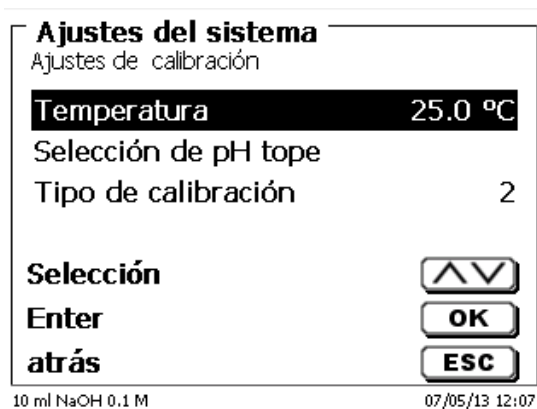 Ajustes del sistema
Ajustes de calibración
Temperatura 25.0 ºC
Selección de pH tope
Tipo de calibración 2
Selección
Enter OK
atrás ESC
10 ml NaOH 0.1 M 07/05/13 12:07